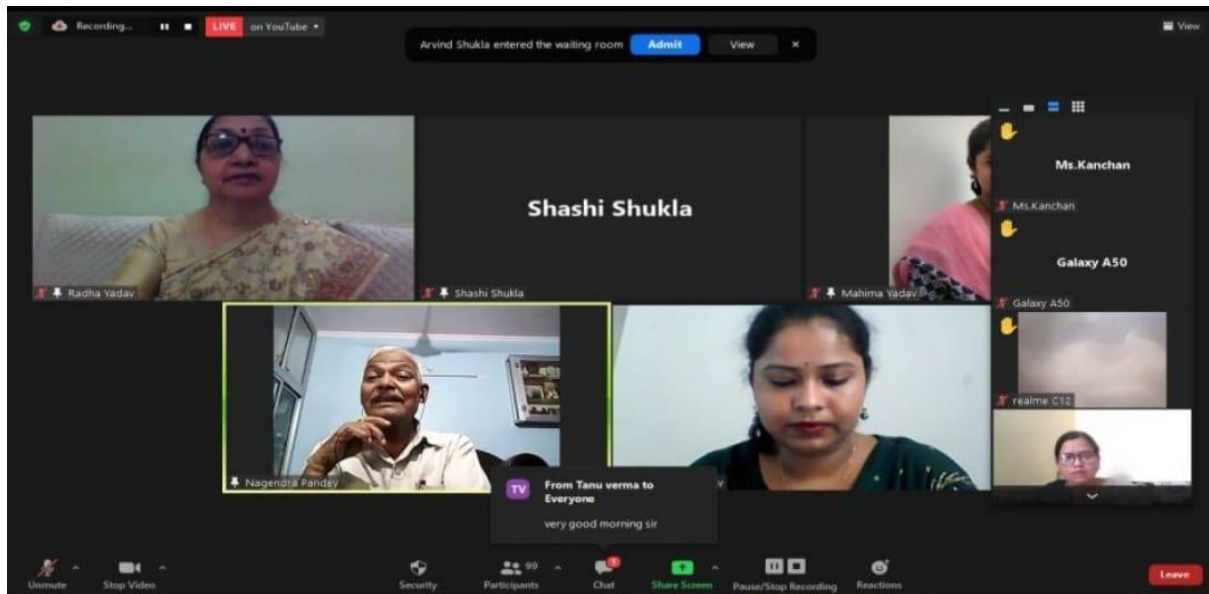 Recording...
LIVE on YouTube
View
Arvind Shukla entered the waiting room Admit View ×
Shashi Shukla
Ms.Kanchan
Ms.Kanchan
Galaxy A50
Galaxy A50
realme C12
Radha Yadav
Shashi Shukla
Mahima Yadav
Nagendra Pandey
TV From Tanu verma to
Everyone
very good morning sir
Unmute Stop Video Security Participants 99 Chat 1 Share Screen Pause/Stop Recording Reactions Leave